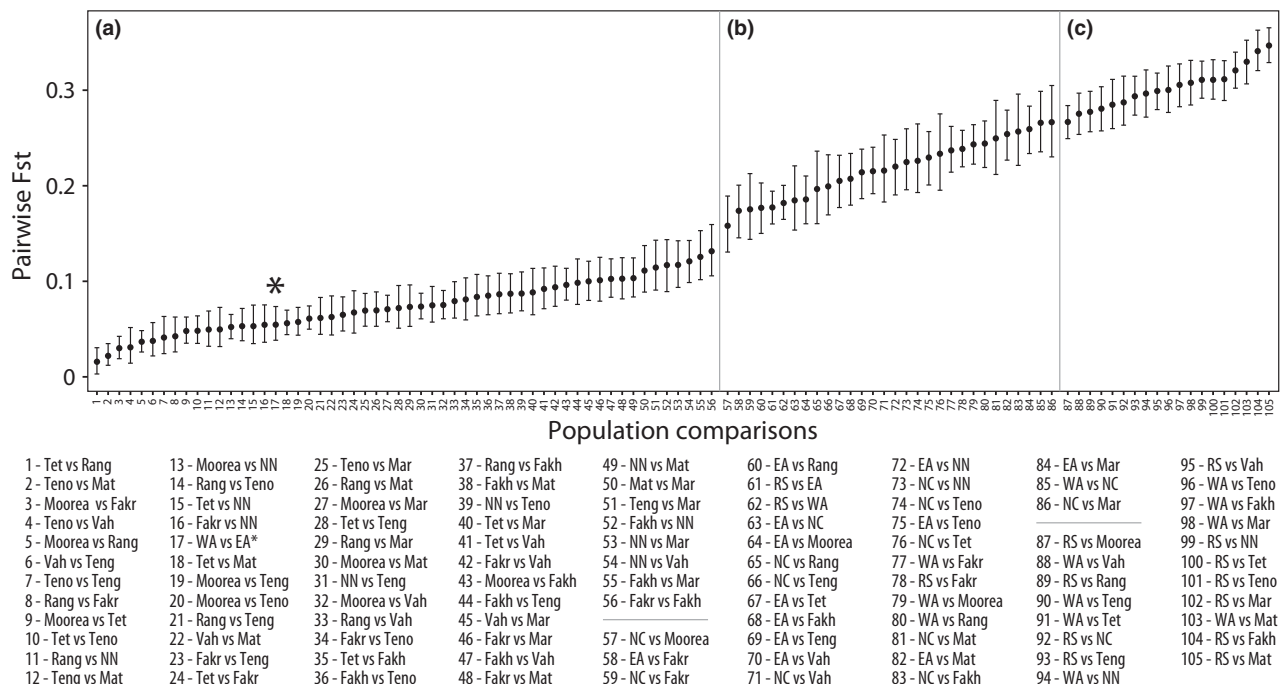 (a)
(b)
(c)
Pairwise Fst
0.3
0.2
0.1
0
*
1 2 3 4 5 6 7 8 9 10 11 12 13 14 15 16 17 18 19 20 21 22 23 24 25 26 27 28 29 30 31 32 33 34 35 36 37 38 39 40 41 42 43 44 45 46 47 48 49 50 51 52 53 54 55 56 57 58 59 60 61 62 63 64 65 66 67 68 69 70 71 72 73 74 75 76 77 78 79 80 81 82 83 84 85 86 87 88 89 90 91 92 93 94 95 96 97 98 99 100 101 102 103 104 105
Population comparisons
1 - Tet vs Rang
2 - Teno vs Mat
3 - Moorea vs Fakr
4 - Teno vs Vah
5 - Moorea vs Rang
6 - Vah vs Teng
7 - Teno vs Teng
8 - Rang vs Fakr
9 - Moorea vs Tet
10 - Tet vs Teno
11 - Rang vs NN
12 - Teng vs Mat
13 - Moorea vs NN
14 - Rang vs Teno
15 - Tet vs NN
16 - Fakr vs NN
17 - WA vs EA*
18 - Tet vs Mat
19 - Moorea vs Teng
20 - Moorea vs Teno
21 - Rang vs Teng
22 - Vah vs Mat
23 - Fakr vs Teng
24 - Tet vs Fakr
25 - Teno vs Mar
26 - Rang vs Mat
27 - Moorea vs Mar
28 - Tet vs Teng
29 - Rang vs Mar
30 - Moorea vs Mat
31 - NN vs Teng
32 - Moorea vs Vah
33 - Rang vs Vah
34 - Fakr vs Teno
35 - Tet vs Fakh
36 - Fakh vs Teno
37 - Rang vs Fakh
38 - Fakh vs Mat
39 - NN vs Teno
40 - Tet vs Mar
41 - Tet vs Vah
42 - Fakr vs Vah
43 - Moorea vs Fakh
44 - Fakh vs Teng
45 - Vah vs Mar
46 - Fakr vs Mar
47 - Fakh vs Vah
48 - Fakr vs Mat
49 - NN vs Mat
50 - Mat vs Mar
51 - Teng vs Mar
52 - Fakh vs NN
53 - NN vs Mar
54 - NN vs Vah
55 - Fakh vs Mar
56 - Fakr vs Fakh
57 - NC vs Moorea
58 - EA vs Fakr
59 - NC vs Fakr
60 - EA vs Rang
61 - RS vs EA
62 - RS vs WA
63 - EA vs NC
64 - EA vs Moorea
65 - NC vs Rang
66 - NC vs Teng
67 - EA vs Tet
68 - EA vs Fakh
69 - EA vs Teng
70 - EA vs Vah
71 - NC vs Vah
72 - EA vs NN
73 - NC vs NN
74 - NC vs Teno
75 - EA vs Teno
76 - NC vs Tet
77 - WA vs Fakr
78 - RS vs Fakr
79 - WA vs Moorea
80 - WA vs Rang
81 - NC vs Mat
82 - EA vs Mat
83 - NC vs Fakh
84 - EA vs Mar
85 - WA vs NC
86 - NC vs Mar
87 - RS vs Moorea
88 - WA vs Vah
89 - RS vs Rang
90 - WA vs Teng
91 - WA vs Tet
92 - RS vs NC
93 - RS vs Teng
94 - WA vs NN
95 - RS vs Vah
96 - WA vs Teno
97 - WA vs Fakh
98 - WA vs Mar
99 - RS vs NN
100 - RS vs Tet
101 - RS vs Teno
102 - RS vs Mar
103 - WA vs Mat
104 - RS vs Fakh
105 - RS vs Mat